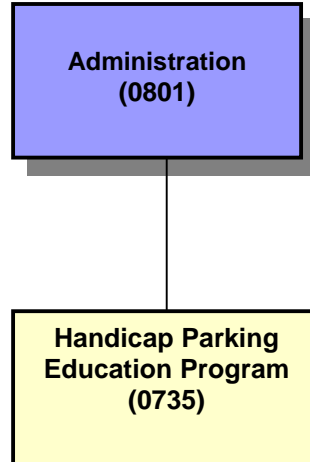 Administration
(0801)
Handicap Parking
Education Program
(0735)